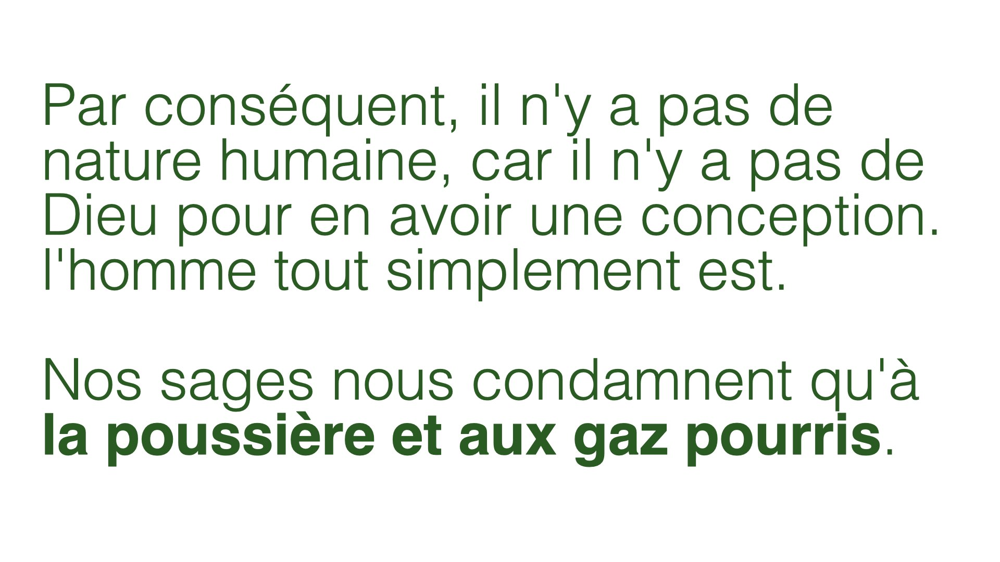 Par conséquent, il n'y a pas de
nature humaine, car il n'y a pas de
Dieu pour en avoir une conception.
l'homme tout simplement est.
Nos sages nous condamnent qu'à
la poussière et aux gaz pourris.